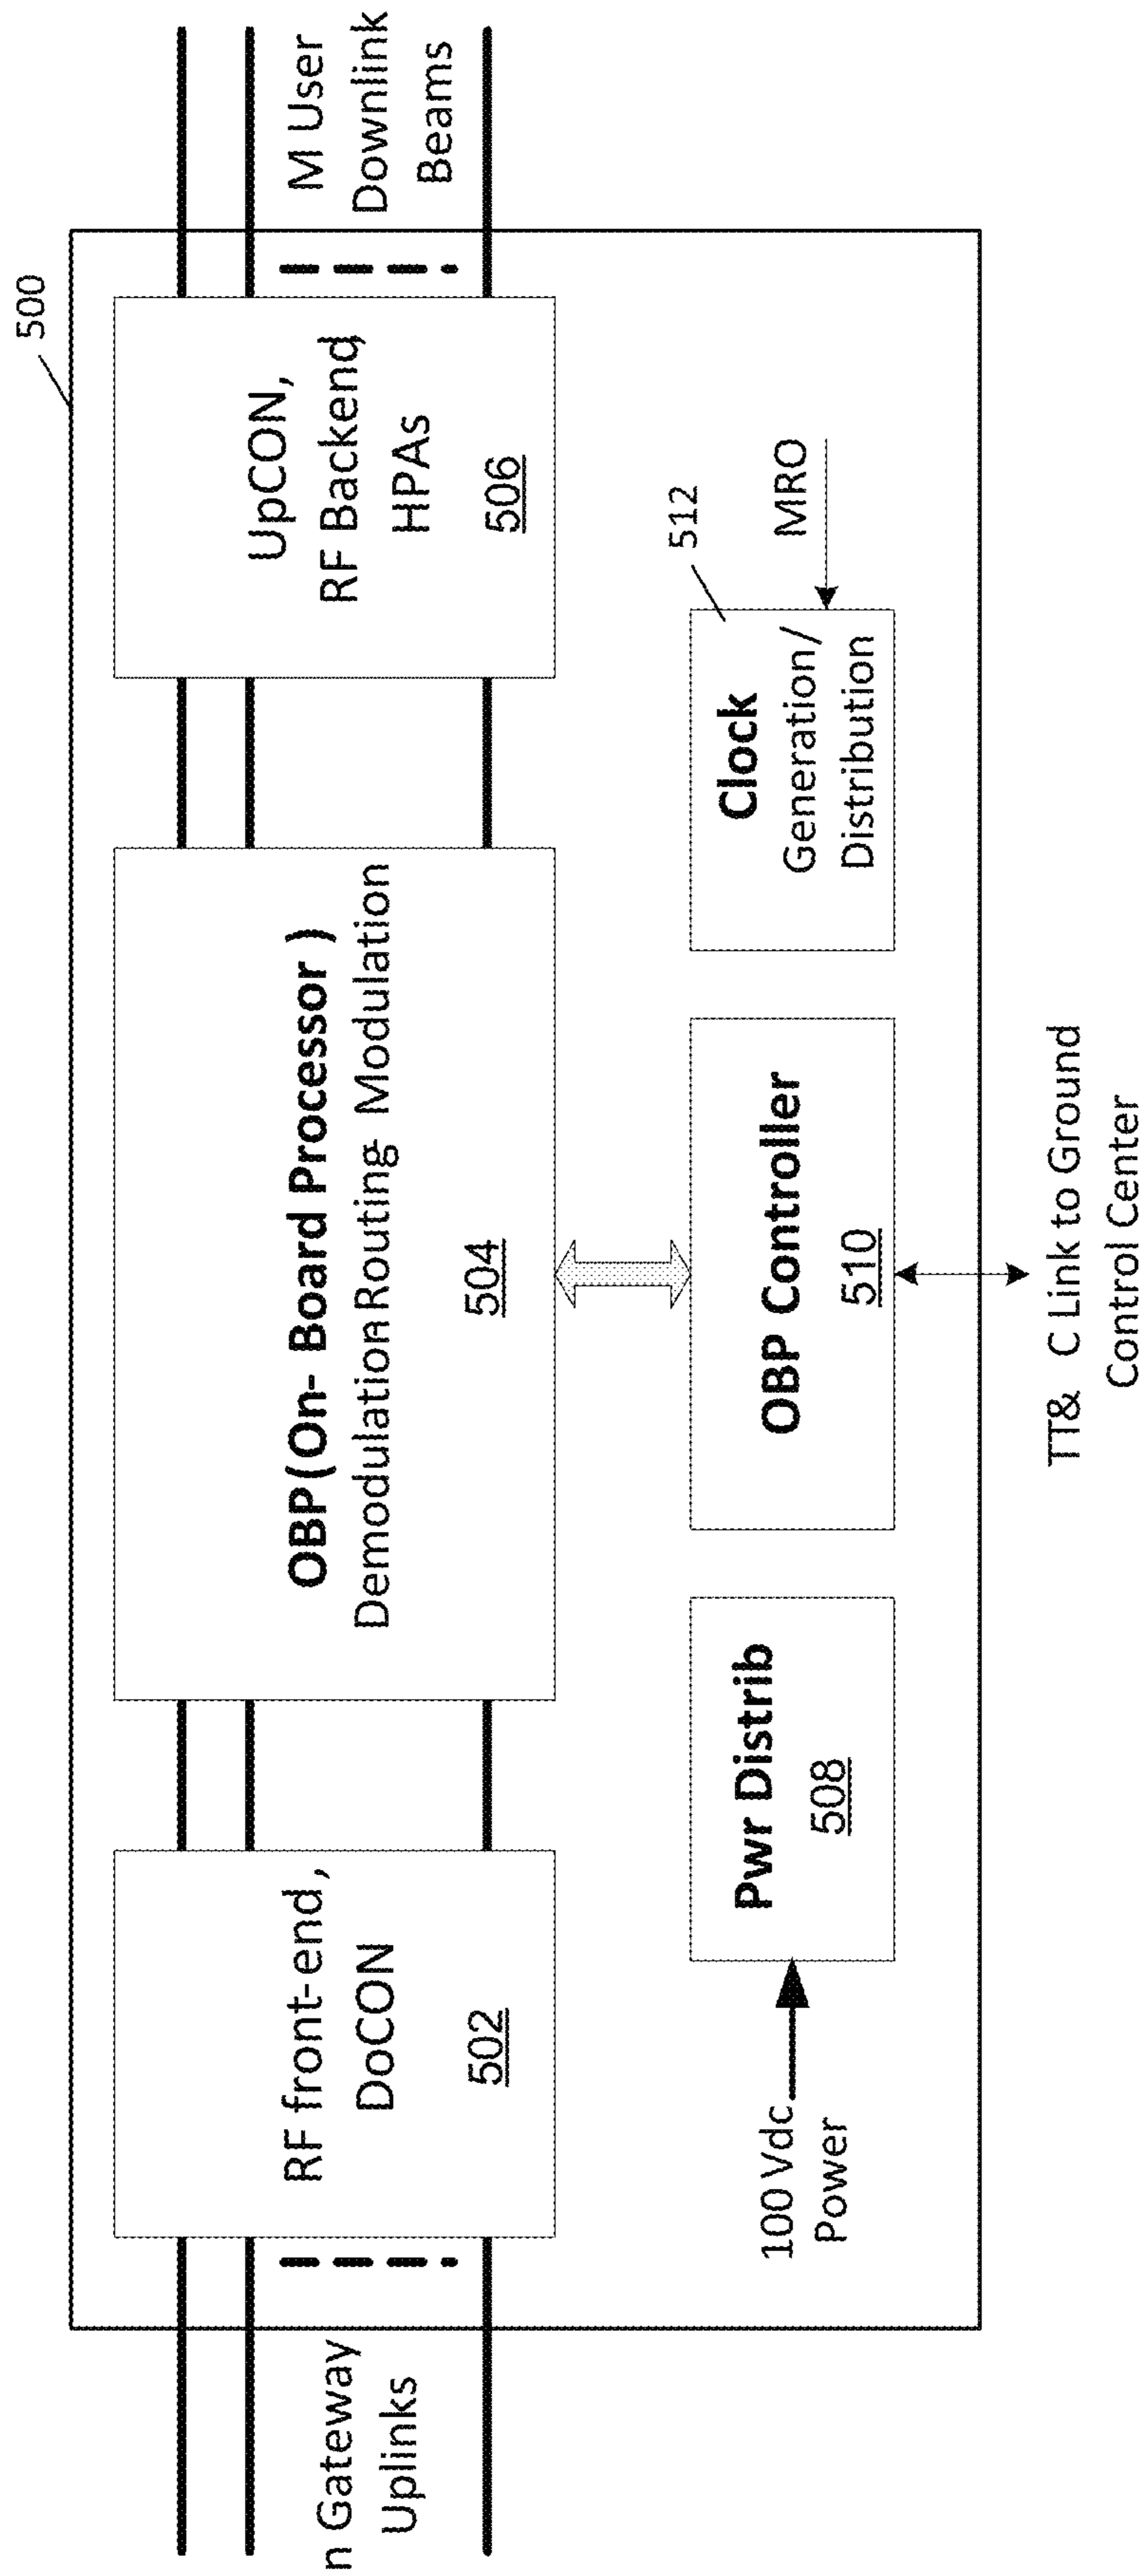 500
n Gateway
Uplinks
RF front-end,
DoCON
502
OBP(On- Board Processor )
Demodulation Routing Modulation
504
UpCON,
RF Backend,
HPAs
506
M User
Downlink
Beams
100 Vdc
Power
Pwr Distrib
508
OBP Controller
510
512
Clock
Generation/
Distribution
MRO
TT& C Link to Ground
Control Center